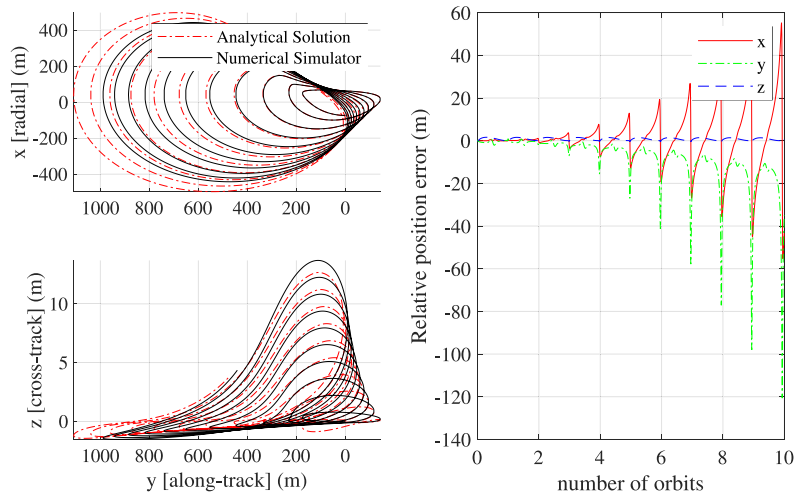 400
200
0
-200
-400
x [radial] (m)
Analytical Solution
Numerical Simulator
1000 800 600 400 200 0
10
5
0
z [cross-track] (m)
1000 800 600 400 200 0
y [along-track] (m)
60
40
20
0
-20
-40
-60
-80
-100
-120
-140
Relative position error (m)
x
y
z
0 2 4 6 8 10
number of orbits